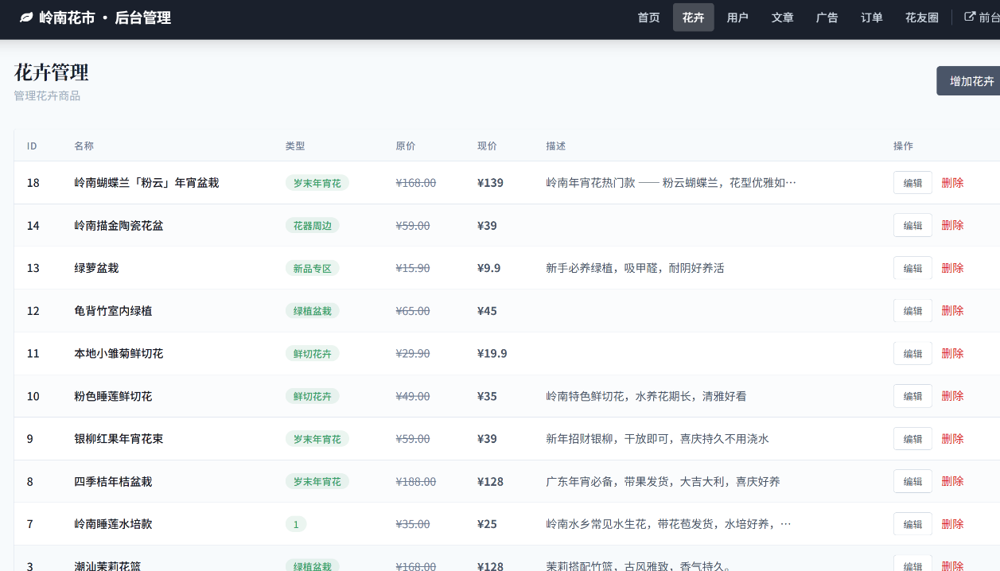 岭南花市 · 后台管理 首页 花卉 用户 文章 广告 订单 花友圈 前台
花卉管理
管理花卉商品
增加花卉
ID 名称 类型 原价 现价 描述 操作
18 岭南蝴蝶兰「粉云」年宵盆栽 岁末年宵花 ¥168.00 ¥139 岭南年宵花热门款 —— 粉云蝴蝶兰，花型优雅如… 编辑 删除
14 岭南描金陶瓷花盆 花器周边 ¥59.00 ¥39 编辑 删除
13 绿萝盆栽 新品专区 ¥15.90 ¥9.9 新手必养绿植，吸甲醛，耐阴好养活 编辑 删除
12 龟背竹室内绿植 绿植盆栽 ¥65.00 ¥45 编辑 删除
11 本地小雏菊鲜切花 鲜切花卉 ¥29.90 ¥19.9 编辑 删除
10 粉色睡莲鲜切花 鲜切花卉 ¥49.00 ¥35 岭南特色鲜切花，水养花期长，清雅好看 编辑 删除
9 银柳红果年宵花束 岁末年宵花 ¥59.00 ¥39 新年招财银柳，干放即可，喜庆持久不用浇水 编辑 删除
8 四季桔年桔盆栽 岁末年宵花 ¥188.00 ¥128 广东年宵必备，带果发货，大吉大利，喜庆好养 编辑 删除
7 岭南睡莲水培款 1 ¥35.00 ¥25 岭南水乡常见水生花，带花苞发货，水培好养，… 编辑 删除
3 潮汕茉莉花篮 绿植盆栽 ¥168.00 ¥128 茉莉搭配竹篮，古风雅致，香气持久。 编辑 删除